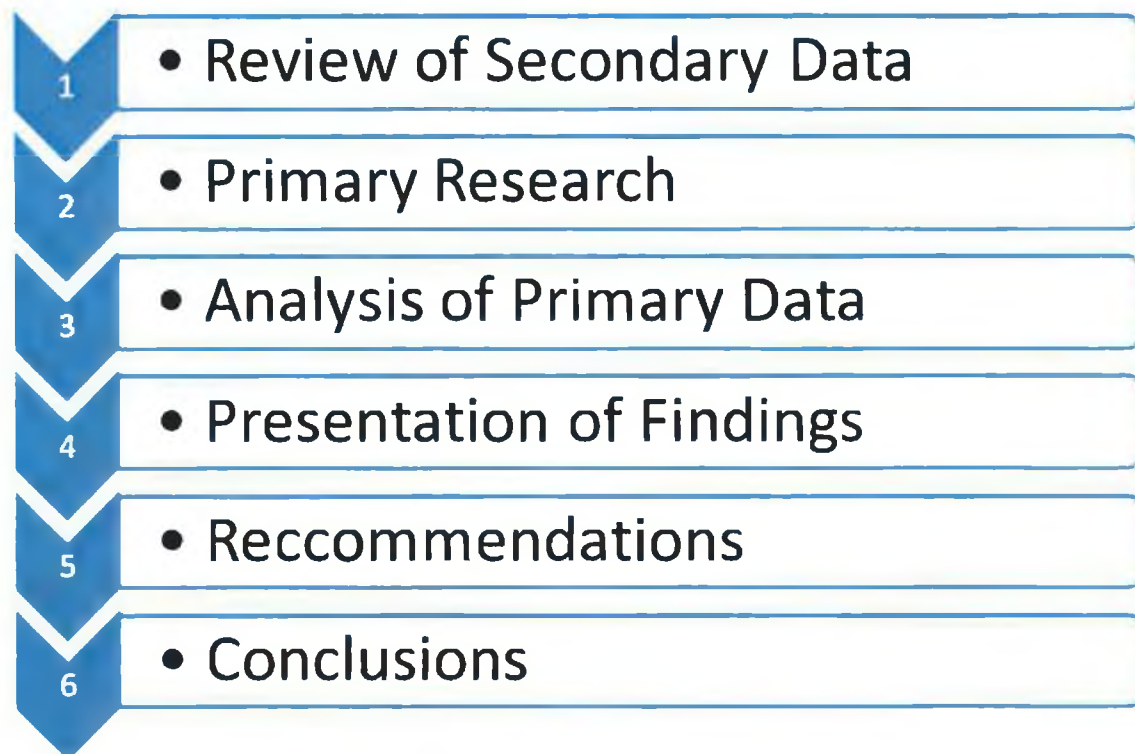 1
• Review of Secondary Data
2
• Primary Research
3
• Analysis of Primary Data
4
• Presentation of Findings
5
• Reccommendations
6
• Conclusions